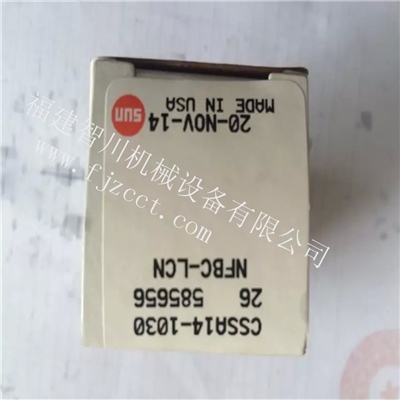 CSSA14-1030
26 585656
NFBC-LCN
sun
20-NOV-14
MADE IN USA
福建智川机械设备有限公司
www.fjzcct.com